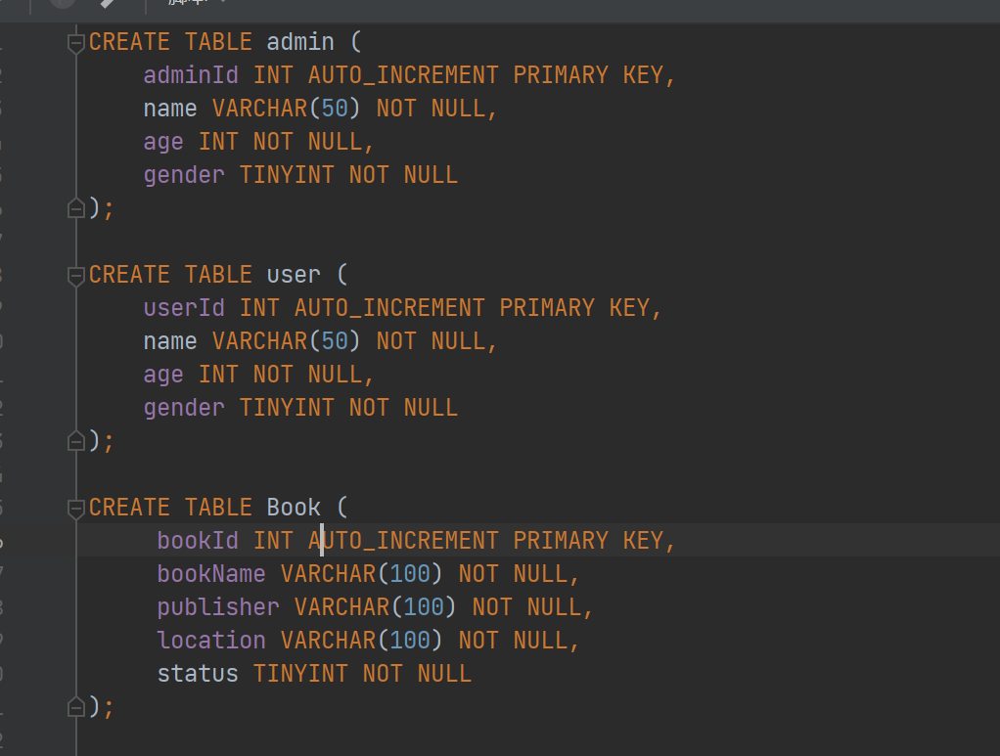 CREATE TABLE admin (
adminId INT AUTO_INCREMENT PRIMARY KEY,
name VARCHAR(50) NOT NULL,
age INT NOT NULL,
gender TINYINT NOT NULL
);
CREATE TABLE user (
userId INT AUTO_INCREMENT PRIMARY KEY,
name VARCHAR(50) NOT NULL,
age INT NOT NULL,
gender TINYINT NOT NULL
);
CREATE TABLE Book (
bookId INT AUTO_INCREMENT PRIMARY KEY,
bookName VARCHAR(100) NOT NULL,
publisher VARCHAR(100) NOT NULL,
location VARCHAR(100) NOT NULL,
status TINYINT NOT NULL
);